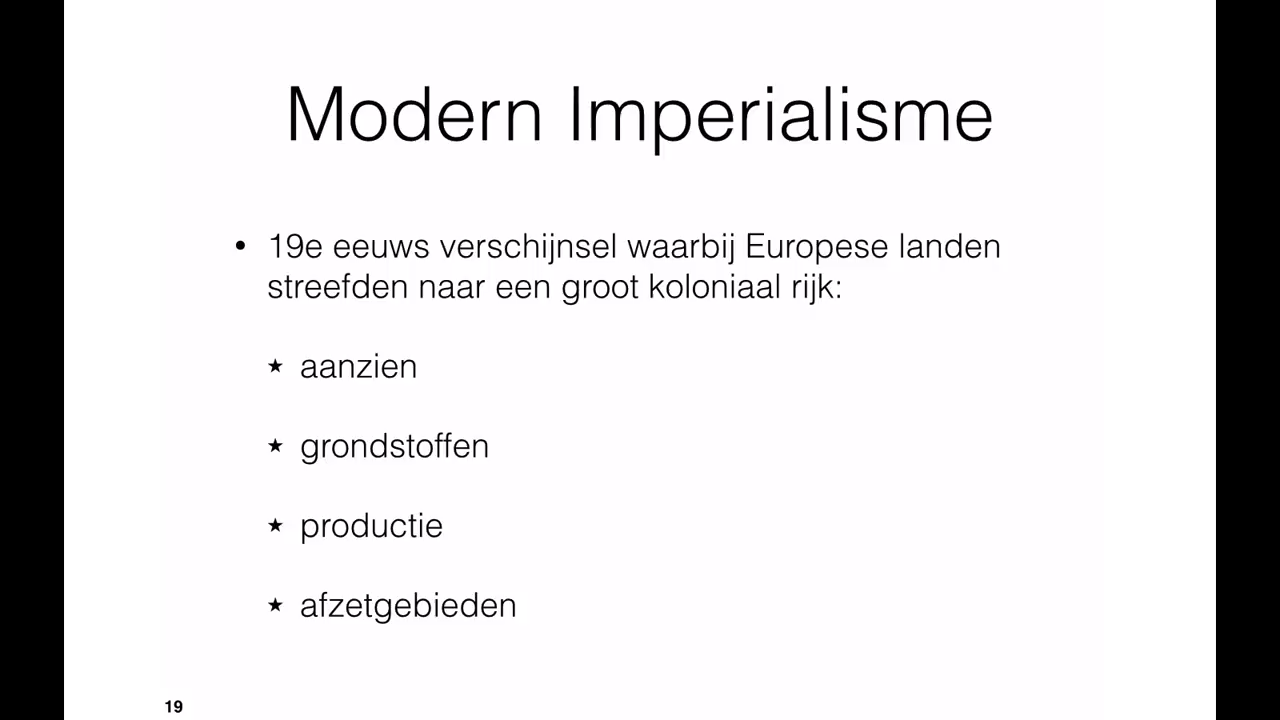 Modern Imperialisme
• 19e eeuws verschijnsel waarbij Europese landen
streefden naar een groot koloniaal rijk:
★ aanzien
★ grondstoffen
★ productie
★ afzetgebieden
19